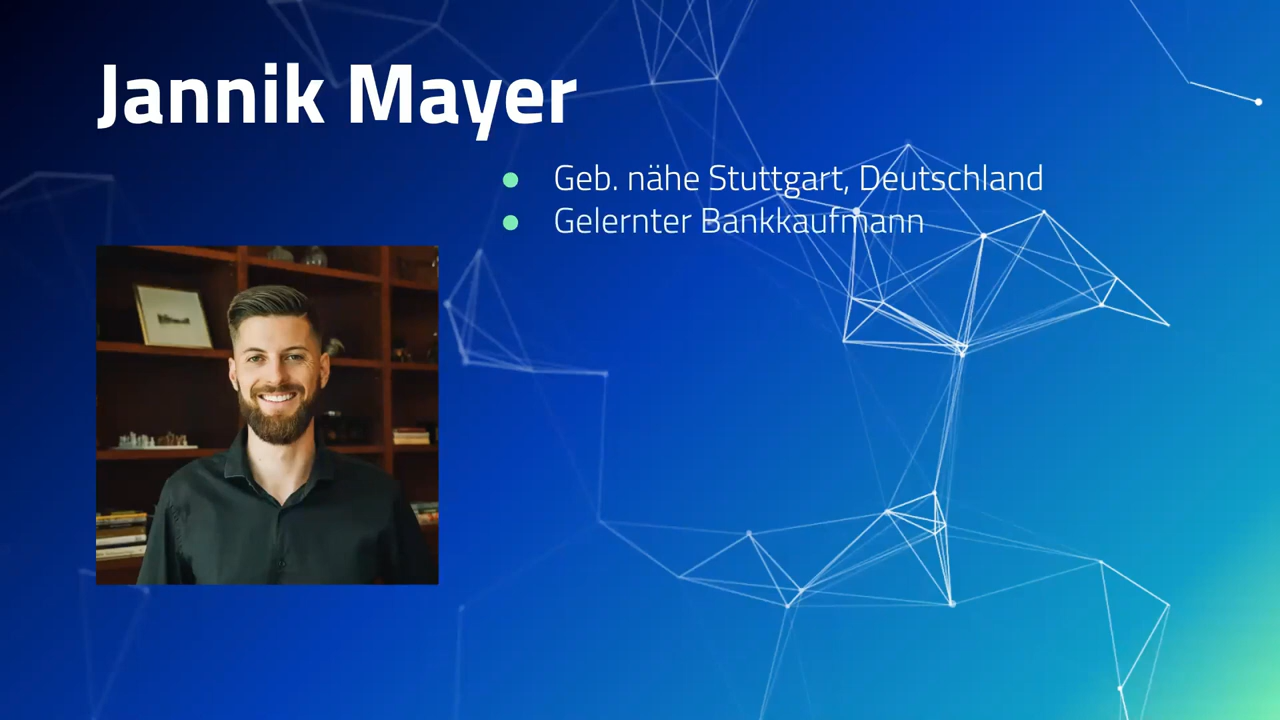 Jannik Mayer
Geb. nähe Stuttgart, Deutschland
Gelernter Bankkaufmann